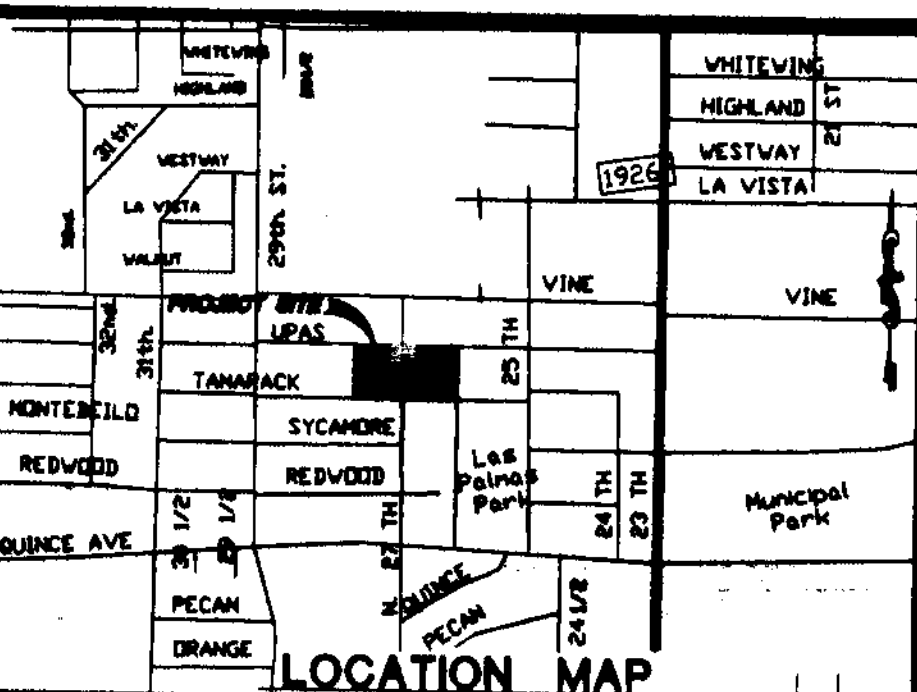 WHITEWING
HIGHLAND
31th.
WESTWAY
LA VISTA
WALNUT
29th. ST.
WHITEWING
HIGHLAND
21 ST
WESTWAY
1926
LA VISTA
VINE
VINE
PROJECT SITE
32nd.
31th.
UPAS
25 TH
TANARACK
MONTEBEILO
SYCAMORE
REDWOOD
REDWOOD
Las
Palmas
Park
24 TH
23 TH
Municipal
Park
QUINCE AVE
30 1/2
29 1/2
N. 27 TH
QUINCE
PECAN
PECAN
24 1/2
ORANGE
LOCATION MAP